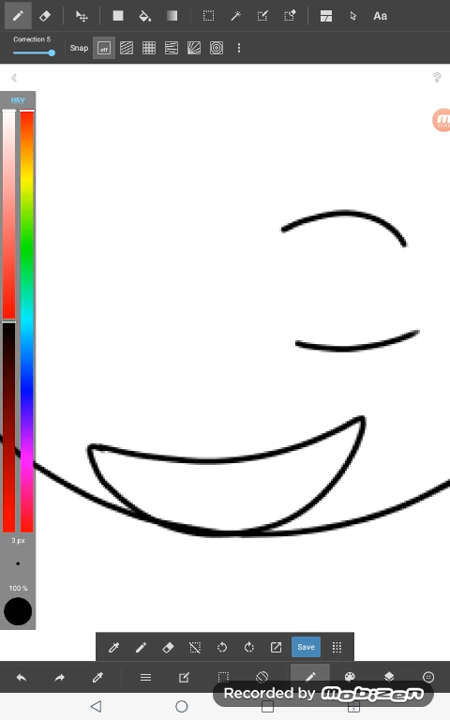 Aa
Correction 5
Snap
off
HSV
3 px
100 %
Save
Recorded by mobizen